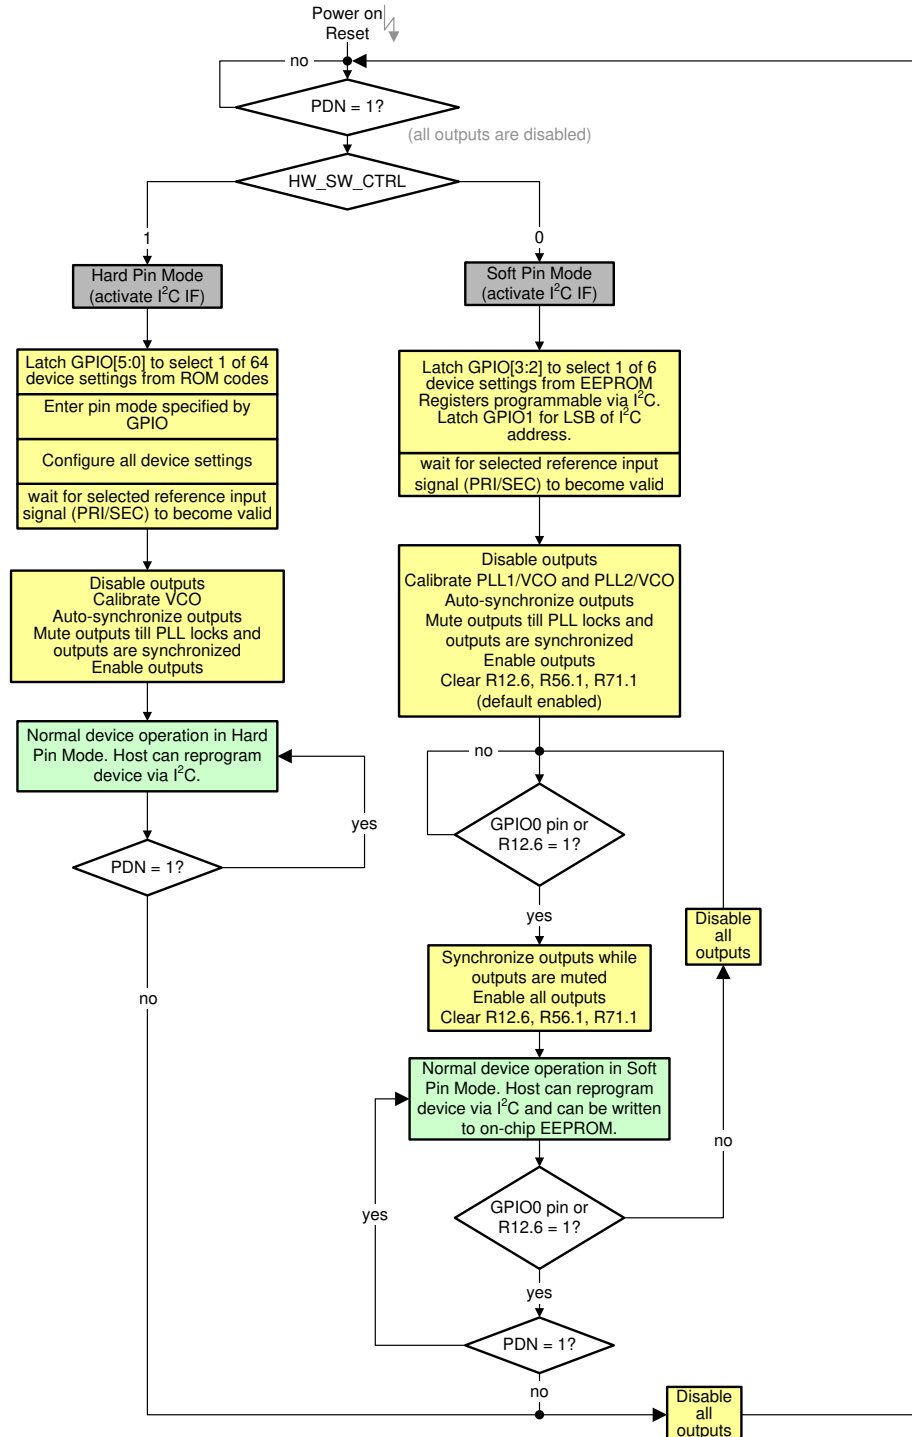 Power on
Reset
no
PDN = 1?
(all outputs are disabled)
HW_SW_CTRL
1
0
Hard Pin Mode
(activate I²C IF)
Soft Pin Mode
(activate I²C IF)
Latch GPIO[5:0] to select 1 of 64
device settings from ROM codes
Enter pin mode specified by
GPIO
Configure all device settings
wait for selected reference input
signal (PRI/SEC) to become valid
Latch GPIO[3:2] to select 1 of 6
device settings from EEPROM
Registers programmable via I²C.
Latch GPIO1 for LSB of I²C
address.
wait for selected reference input
signal (PRI/SEC) to become valid
Disable outputs
Calibrate VCO
Auto-synchronize outputs
Mute outputs till PLL locks and
outputs are synchronized
Enable outputs
Disable outputs
Calibrate PLL1/VCO and PLL2/VCO
Auto-synchronize outputs
Mute outputs till PLL locks and
outputs are synchronized
Enable outputs
Clear R12.6, R56.1, R71.1
(default enabled)
Normal device operation in Hard
Pin Mode. Host can reprogram
device via I²C.
yes
PDN = 1?
no
no
GPIO0 pin or
R12.6 = 1?
yes
Disable
all
outputs
Synchronize outputs while
outputs are muted
Enable all outputs
Clear R12.6, R56.1, R71.1
Normal device operation in Soft
Pin Mode. Host can reprogram
device via I²C and can be written
to on-chip EEPROM.
no
GPIO0 pin or
R12.6 = 1?
yes
yes
PDN = 1?
no
Disable
all
outputs